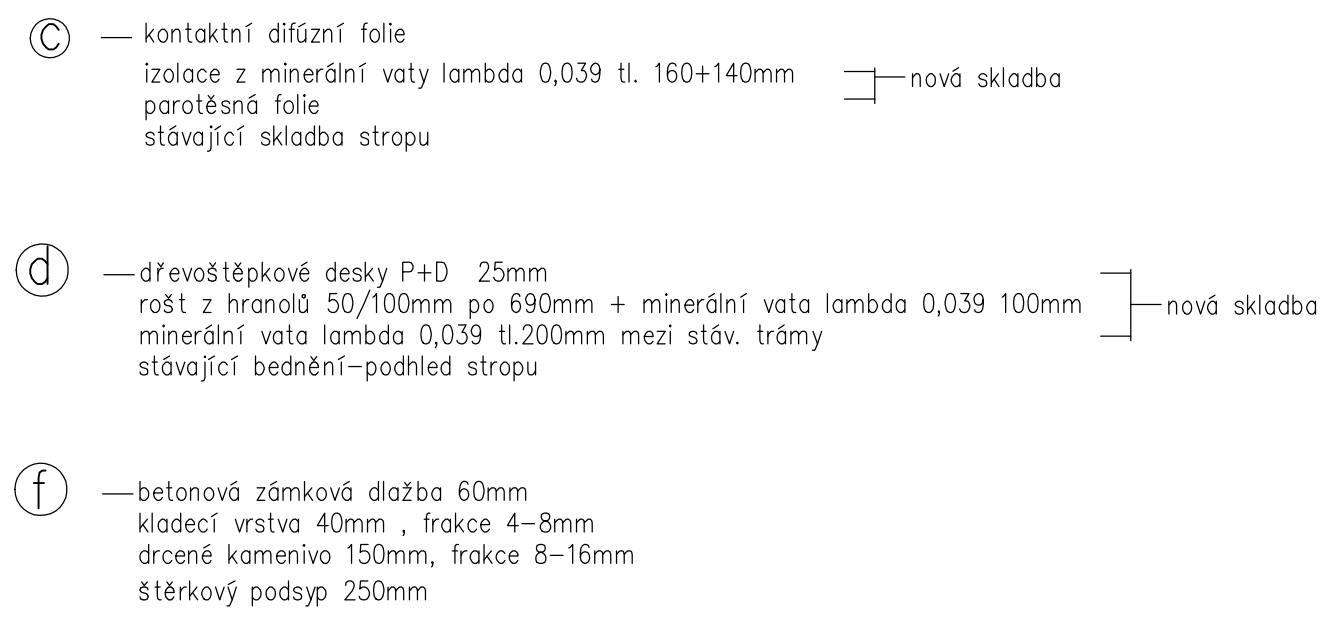 c kontaktní difúzní folie
izolace z minerální vaty lambda 0,039 tl. 160+140mm nová skladba
parotěsná folie
stávající skladba stropu
d dřevoštěpkové desky P+D 25mm
rošt z hranolů 50/100mm po 690mm + minerální vata lambda 0,039 100mm nová skladba
minerální vata lambda 0,039 tl.200mm mezi stáv. trámy
stávající bednění-podhled stropu
f betonová zámková dlažba 60mm
kladecí vrstva 40mm , frakce 4-8mm
drcené kamenivo 150mm, frakce 8-16mm
štěrkový podsyp 250mm